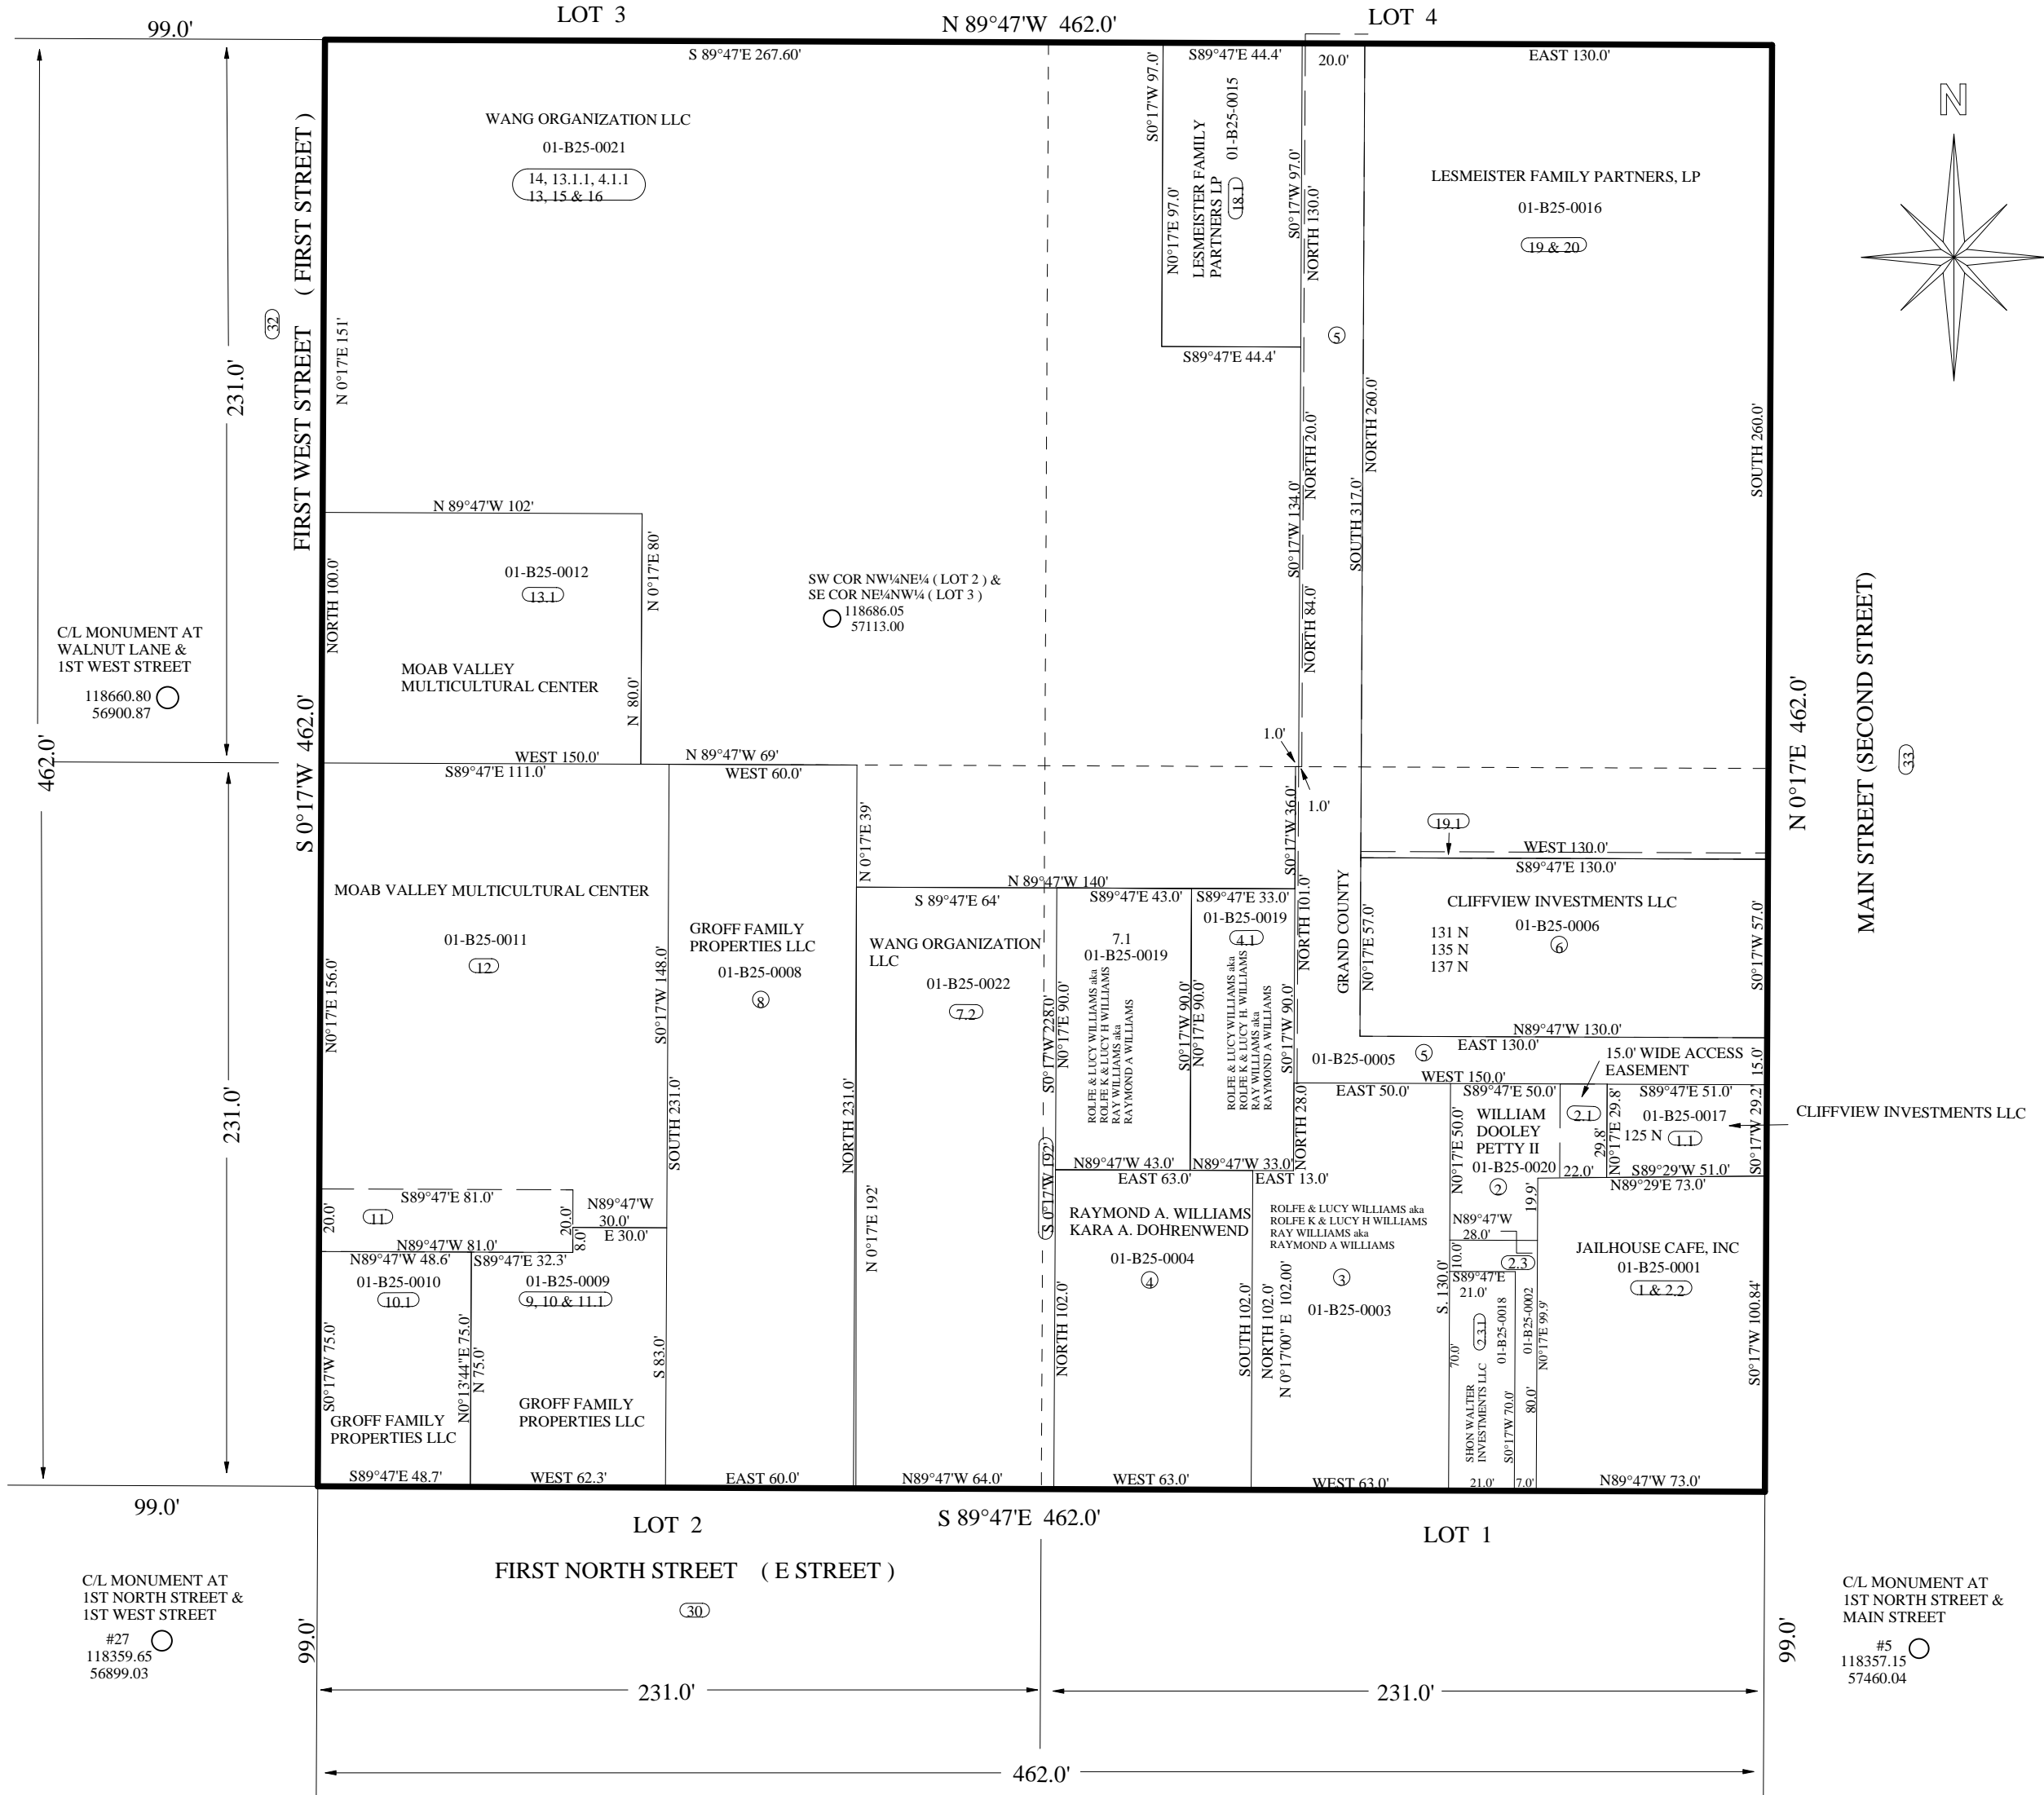 LOT 3
LOT 4
99.0'
N 89°47'W 462.0'
S 89°47'E 267.60'
S89°47'E 44.4'
20.0'
EAST 130.0'
N
WANG ORGANIZATION LLC
01-B25-0021
14, 13.1.1, 4.1.1
13, 15 & 16
S0°17'W 97.0'
N0°17'E 97.0'
LESMEISTER FAMILY
PARTNERS LP
01-B25-0015
18.1
S0°17'W 97.0'
NORTH 130.0'
S89°47'E 44.4'
LESMEISTER FAMILY PARTNERS, LP
01-B25-0016
19 & 20
5
231.0'
32
FIRST WEST STREET ( FIRST STREET )
N 0°17'E 151'
NORTH 20.0'
NORTH 260.0'
SOUTH 260.0'
S0°17'W 134.0'
SOUTH 317.0'
NORTH 84.0'
N 89°47'W 102'
NORTH 100.0'
01-B25-0012
13.1
MOAB VALLEY
MULTICULTURAL CENTER
N 0°17'E 80'
N 80.0'
SW COR NW¼NE¼ ( LOT 2 ) &
SE COR NE¼NW¼ ( LOT 3 )
118686.05
57113.00
C/L MONUMENT AT
WALNUT LANE &
1ST WEST STREET
118660.80
56900.87
462.0'
S 0°17'W 462.0'
N 0°17'E 462.0'
MAIN STREET (SECOND STREET)
33
WEST 150.0'
S89°47'E 111.0'
N 89°47'W 69'
WEST 60.0'
1.0'
1.0'
N 0°17'E 39'
S0°17'W 36.0'
19.1
WEST 130.0'
S89°47'E 130.0'
N 89°47'W 140'
MOAB VALLEY MULTICULTURAL CENTER
01-B25-0011
12
N0°17'E 156.0'
S0°17'W 148.0'
SOUTH 231.0'
GROFF FAMILY
PROPERTIES LLC
01-B25-0008
8
NORTH 231.0'
S 89°47'E 64'
WANG ORGANIZATION
LLC
01-B25-0022
7.2
S0°17'W 228.0'
N0°17'E 90.0'
S89°47'E 43.0'
7.1
01-B25-0019
ROLFE & LUCY WILLIAMS aka
ROLFE K & LUCY H WILLIAMS
RAY WILLIAMS aka
RAYMOND A WILLIAMS
S0°17'W 90.0'
N0°17'E 90.0'
S89°47'E 33.0'
01-B25-0019
4.1
ROLFE & LUCY WILLIAMS aka
ROLFE K & LUCY H. WILLIAMS
RAY WILLIAMS aka
RAYMOND A WILLIAMS
S0°17'W 90.0'
NORTH 101.0'
GRAND COUNTY
N0°17'E 57.0'
CLIFFVIEW INVESTMENTS LLC
01-B25-0006
6
131 N
135 N
137 N
S0°17'W 57.0'
N89°47'W 130.0'
EAST 130.0'
01-B25-0005
5
15.0' WIDE ACCESS
EASEMENT
15.0'
WEST 150.0'
EAST 50.0'
S89°47'E 50.0'
S89°47'E 51.0'
NORTH 28.0'
N0°17'E 50.0'
WILLIAM
DOOLEY
PETTY II
01-B25-0020
2
2.1
29.8'
N0°17'E 29.8'
01-B25-0017
125 N
1.1
S0°17'W 29.2'
CLIFFVIEW INVESTMENTS LLC
22.0'
S89°29'W 51.0'
N89°29'E 73.0'
19.9'
231.0'
N89°47'W 43.0'
N89°47'W 33.0'
EAST 63.0'
EAST 13.0'
S 0°17'W 192'
N 0°17'E 192'
S89°47'E 81.0'
20.0'
11
20.0'
N89°47'W
30.0'
E 30.0'
8.0'
N89°47'W 81.0'
N89°47'W 48.6'
S89°47'E 32.3'
01-B25-0010
10.1
01-B25-0009
9, 10 & 11.1
S0°17'W 75.0'
N0°13'44"E 75.0'
N 75.0'
S 83.0'
GROFF FAMILY
PROPERTIES LLC
GROFF FAMILY
PROPERTIES LLC
RAYMOND A. WILLIAMS
KARA A. DOHRENWEND
01-B25-0004
4
NORTH 102.0'
SOUTH 102.0'
NORTH 102.0'
N 0°17'00" E 102.00'
ROLFE & LUCY WILLIAMS aka
ROLFE K & LUCY H WILLIAMS
RAY WILLIAMS aka
RAYMOND A WILLIAMS
3
01-B25-0003
S. 130.0'
N89°47'W
28.0'
10.0'
2.3
S89°47'E
21.0'
70.0'
SHON WALTER
INVESTMENTS LLC
2.3.1
01-B25-0018
S0°17'W 70.0'
01-B25-0002
80.0'
N0°17'E 99.9'
JAILHOUSE CAFE, INC
01-B25-0001
1 & 2.2
S0°17'W 100.84'
S89°47'E 48.7'
WEST 62.3'
EAST 60.0'
N89°47'W 64.0'
WEST 63.0'
WEST 63.0'
21.0'
7.0'
N89°47'W 73.0'
99.0'
LOT 2
S 89°47'E 462.0'
LOT 1
FIRST NORTH STREET ( E STREET )
30
C/L MONUMENT AT
1ST NORTH STREET &
1ST WEST STREET
#27
118359.65
56899.03
99.0'
99.0'
C/L MONUMENT AT
1ST NORTH STREET &
MAIN STREET
#5
118357.15
57460.04
231.0'
231.0'
462.0'